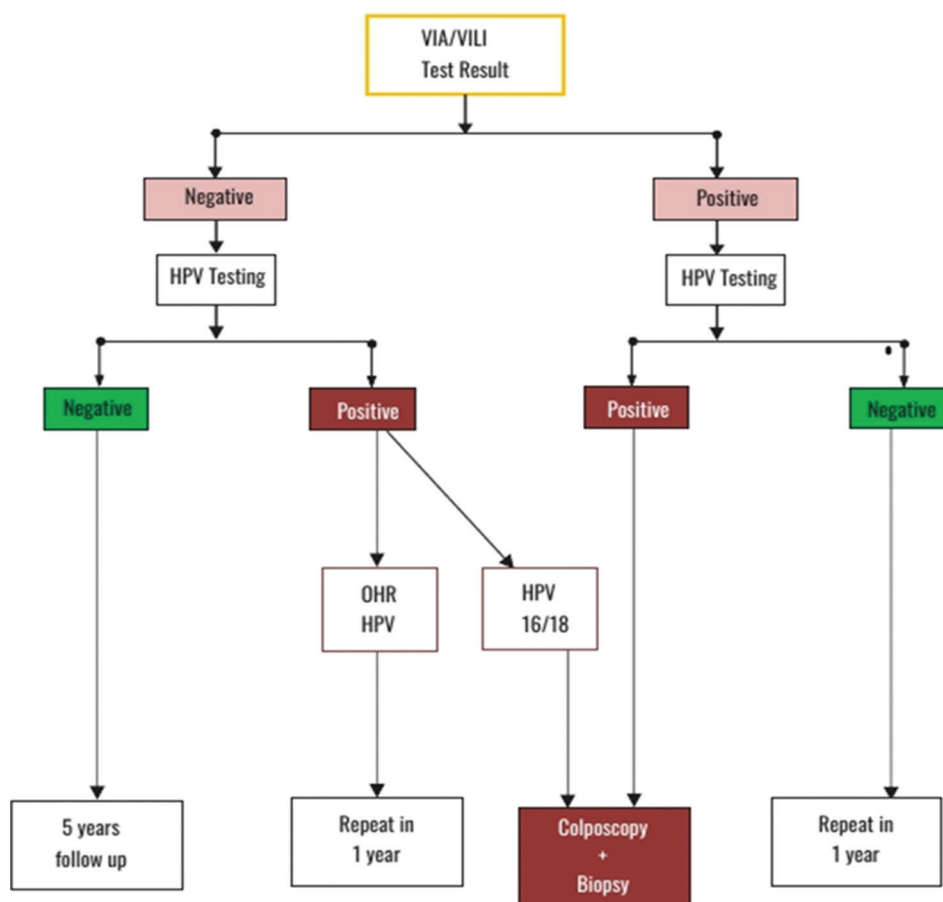 VIA/VILI
Test Result
Negative
Positive
HPV Testing
HPV Testing
Negative
Positive
Positive
Negative
OHR
HPV
HPV
16/18
5 years
follow up
Repeat in
1 year
Colposcopy
+
Biopsy
Repeat in
1 year